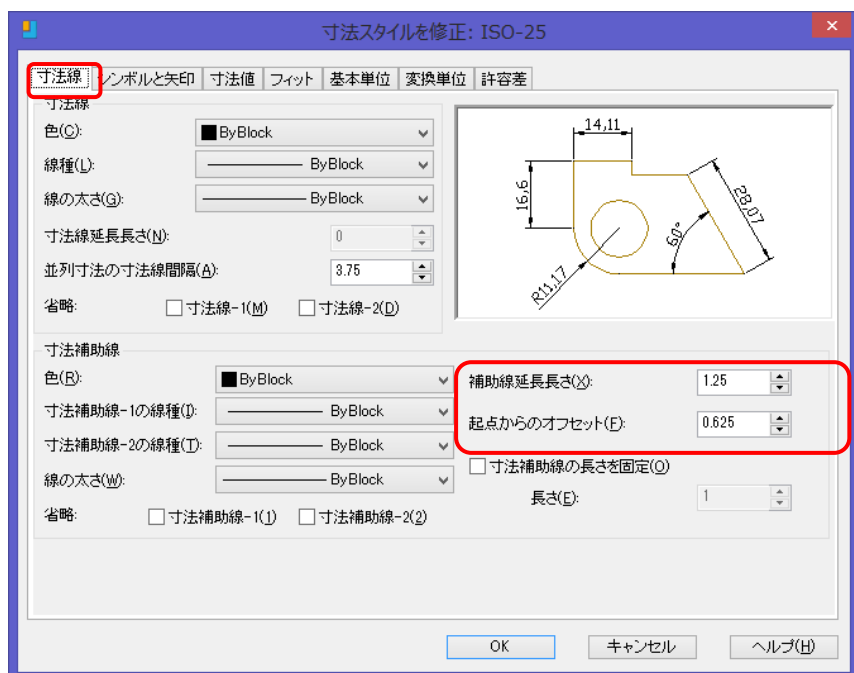 寸法スタイルを修正: ISO-25
寸法線 シンボルと矢印 寸法値 フィット 基本単位 変換単位 許容差
寸法線
色(C): ByBlock
線種(L): ByBlock
線の太さ(G): ByBlock
寸法線延長長さ(N): 0
並列寸法の寸法線間隔(A): 3.75
省略: 寸法線-1(M) 寸法線-2(D)
14,11
16,6
28,07
60°
R11,17
寸法補助線
色(R): ByBlock
寸法補助線-1の線種(I): ByBlock
寸法補助線-2の線種(T): ByBlock
線の太さ(W): ByBlock
省略: 寸法補助線-1(1) 寸法補助線-2(2)
補助線延長長さ(X): 1.25
起点からのオフセット(F): 0.625
寸法補助線の長さを固定(O)
長さ(E): 1
OK キャンセル ヘルプ(H)